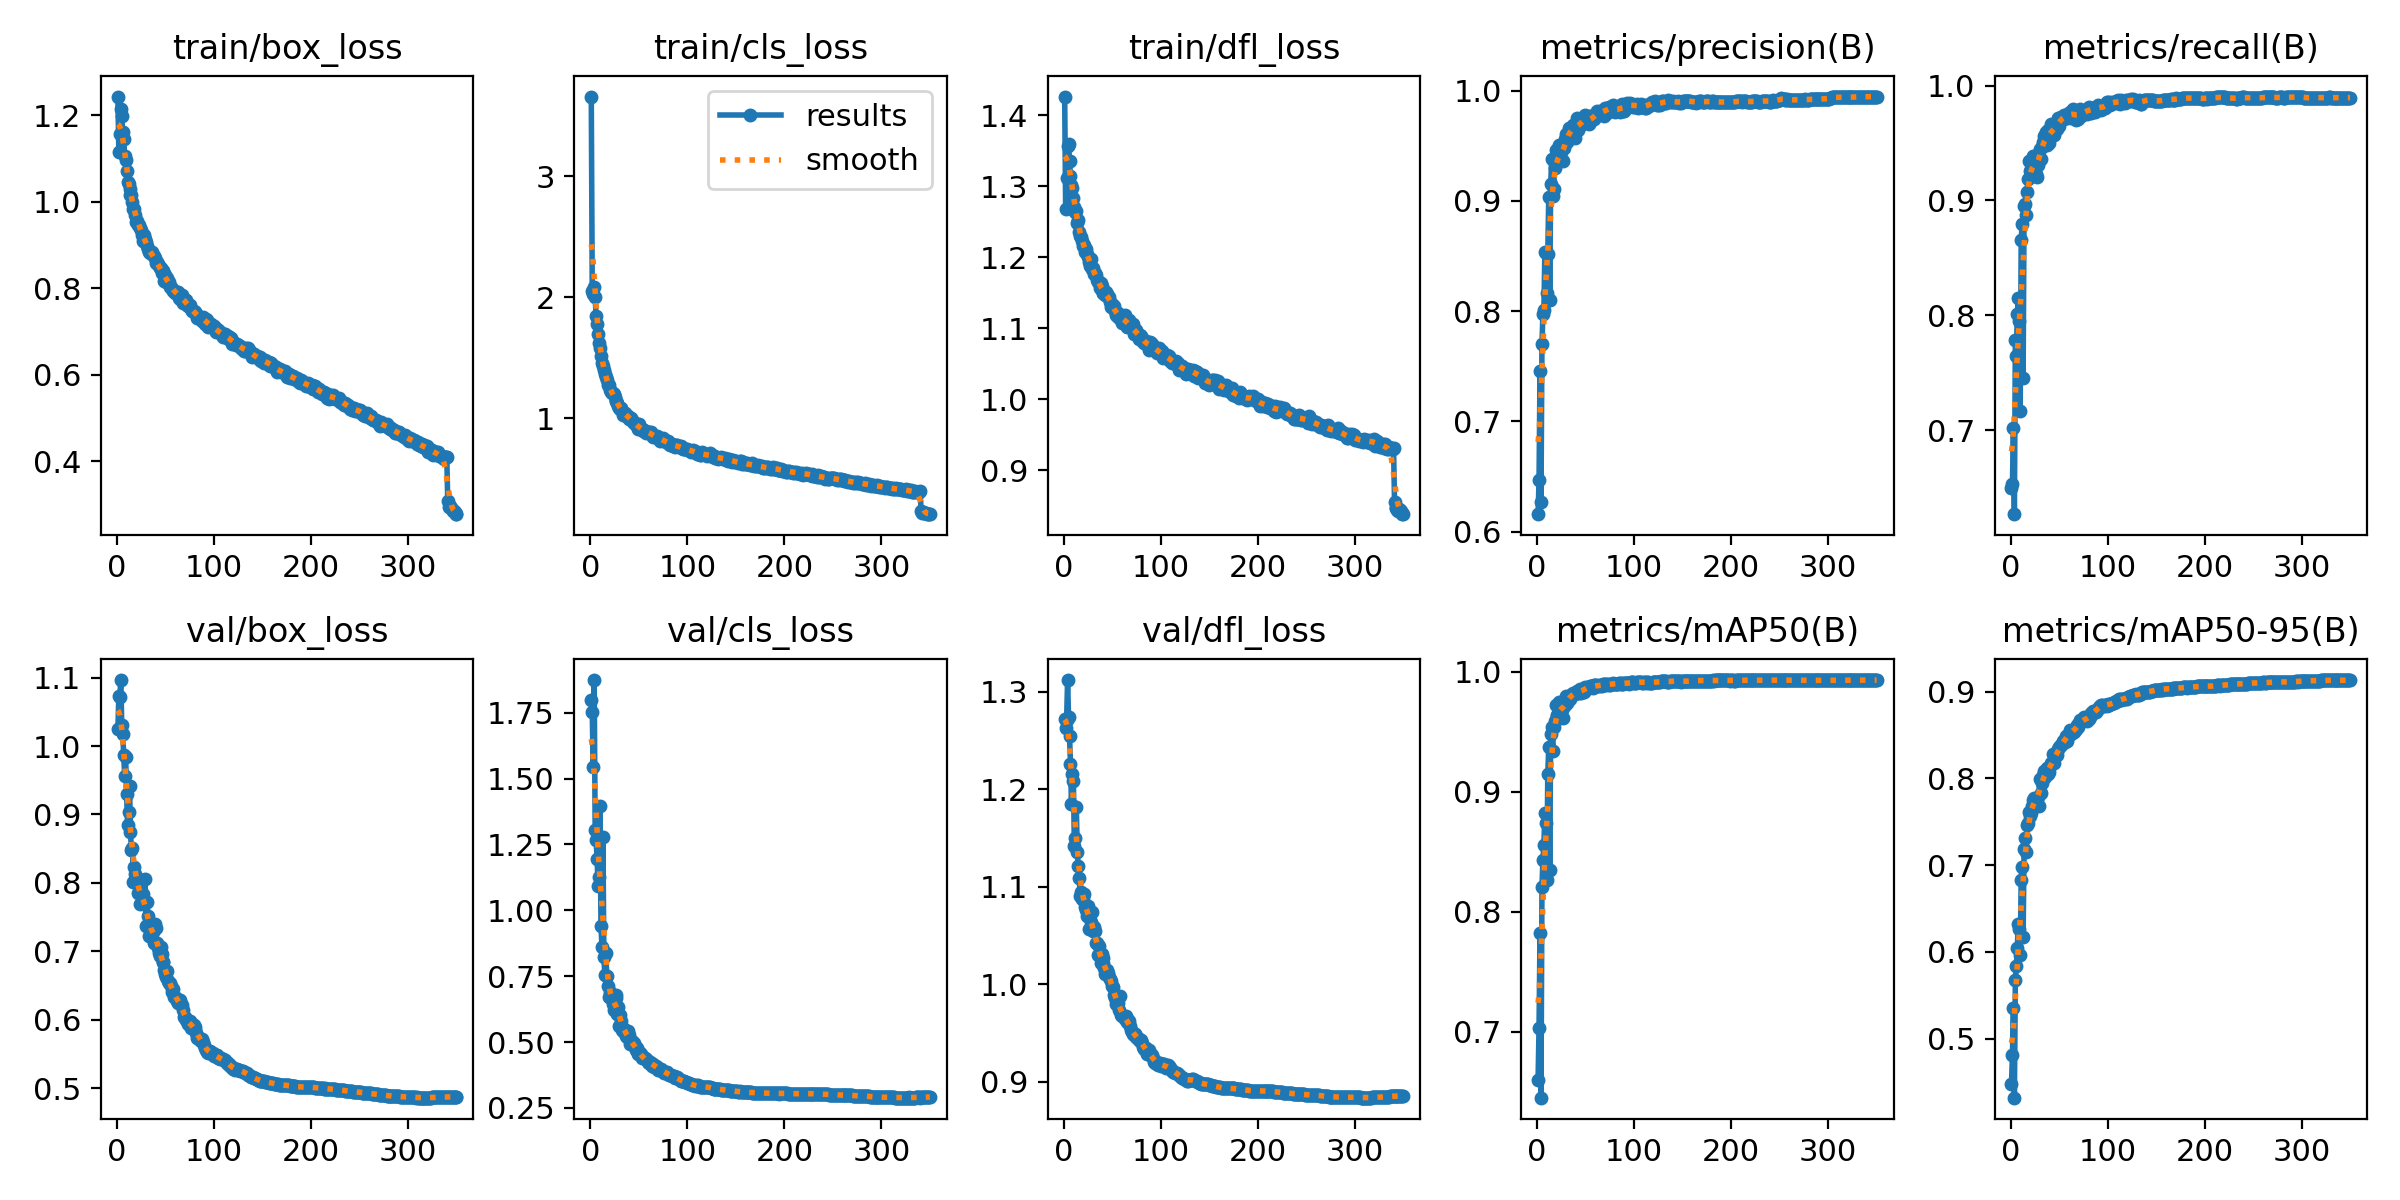 train/box_loss
train/cls_loss
train/dfl_loss
metrics/precision(B)
metrics/recall(B)
1.2
1.0
0.8
0.6
0.4
0 100 200 300
3
2
1
0 100 200 300
results
smooth
1.4
1.3
1.2
1.1
1.0
0.9
0 100 200 300
1.0
0.9
0.8
0.7
0.6
0 100 200 300
1.0
0.9
0.8
0.7
0 100 200 300
val/box_loss
val/cls_loss
val/dfl_loss
metrics/mAP50(B)
metrics/mAP50-95(B)
1.1
1.0
0.9
0.8
0.7
0.6
0.5
0 100 200 300
1.75
1.50
1.25
1.00
0.75
0.50
0.25
0 100 200 300
1.3
1.2
1.1
1.0
0.9
0 100 200 300
1.0
0.9
0.8
0.7
0 100 200 300
0.9
0.8
0.7
0.6
0.5
0 100 200 300